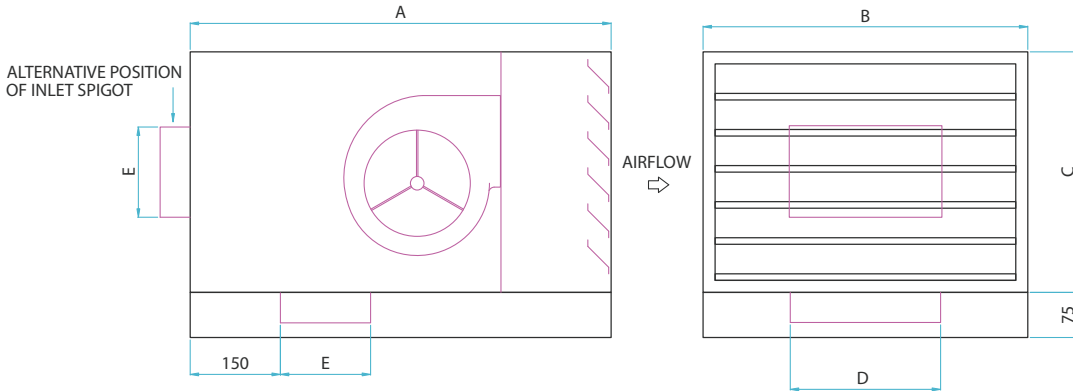 A
B
ALTERNATIVE POSITION
OF INLET SPIGOT
E
AIRFLOW
C
75
150
E
D